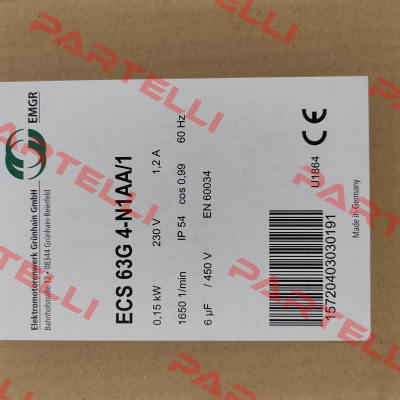 EMGR
Elektromotorenwerk Grünhain GmbH
Bahnhofstraße 12 • 08344 Grünhain-Beierfeld
ECS 63G 4-N1AA/1
0,15 kW 230 V 1,2 A
1650 1/min IP 54 cos 0,99 60 Hz
6 µF / 450 V EN 60034
CE
U1864
Made in Germany
15720403030191
PARTELLI
PARTELLI
PARTELLI
PARTELLI
PARTELLI